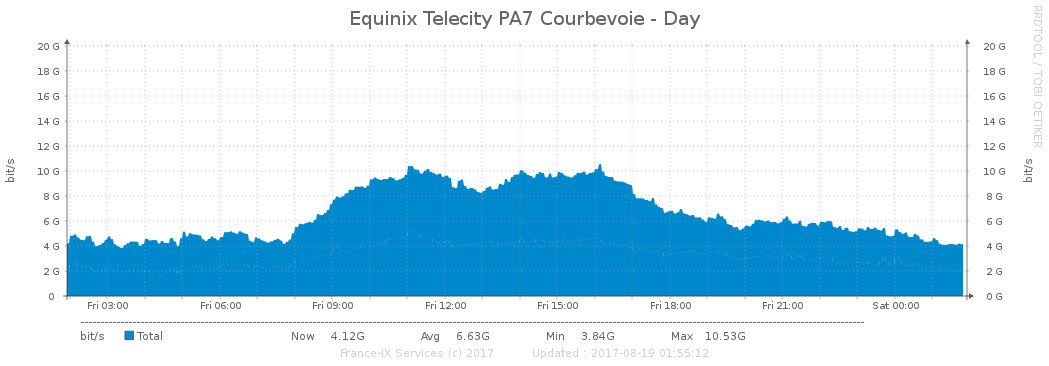 Equinix Telecity PA7 Courbevoie - Day
RRDTOOL / TOBI OETIKER
bit/s
20 G 20 G
18 G 18 G
16 G 16 G
14 G 14 G
12 G 12 G
10 G 10 G
8 G 8 G
6 G 6 G
4 G 4 G
2 G 2 G
0 0 G
bit/s
Fri 03:00 Fri 06:00 Fri 09:00 Fri 12:00 Fri 15:00 Fri 18:00 Fri 21:00 Sat 00:00
bit/s Total Now 4.12G Avg 6.63G Min 3.84G Max 10.53G
France-IX Services (c) 2017 Updated : 2017-08-19 01:55:12